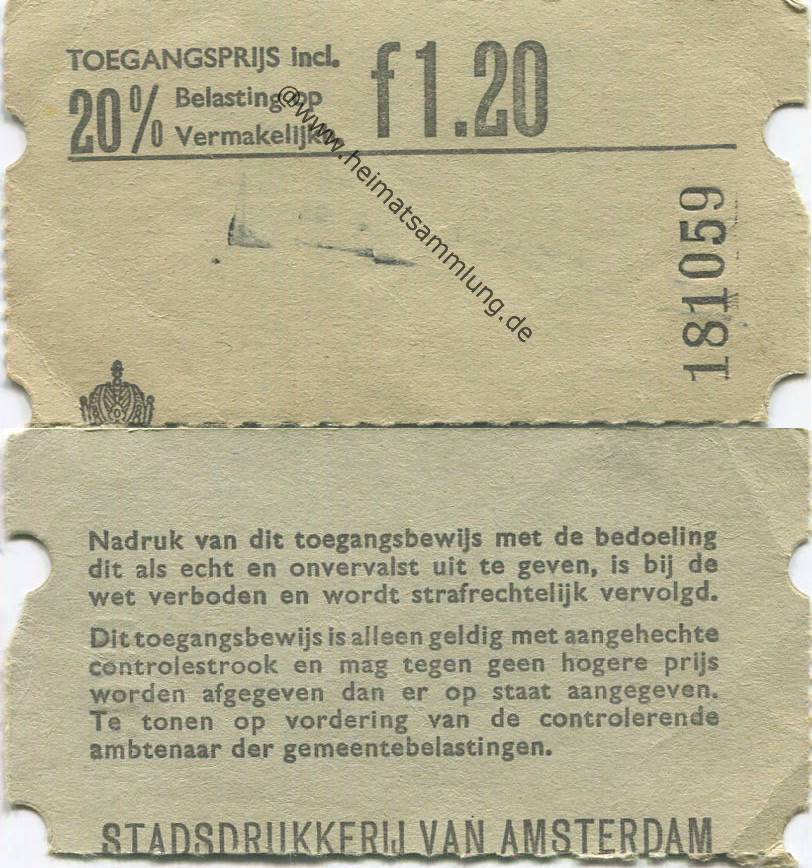 TOEGANGSPRIJS incl.
20% Belasting op
Vermakelijkh.
f 1.20
@www.heimatsammlung.de
181059
Nadruk van dit toegangsbewijs met de bedoeling
dit als echt en onvervalst uit te geven, is bij de
wet verboden en wordt strafrechtelijk vervolgd.
Dit toegangsbewijs is alleen geldig met aangehechte
controlestrook en mag tegen geen hogere prijs
worden afgegeven dan er op staat aangegeven.
Te tonen op vordering van de controlerende
ambtenaar der gemeentebelastingen.
STADSDRUKKERIJ VAN AMSTERDAM